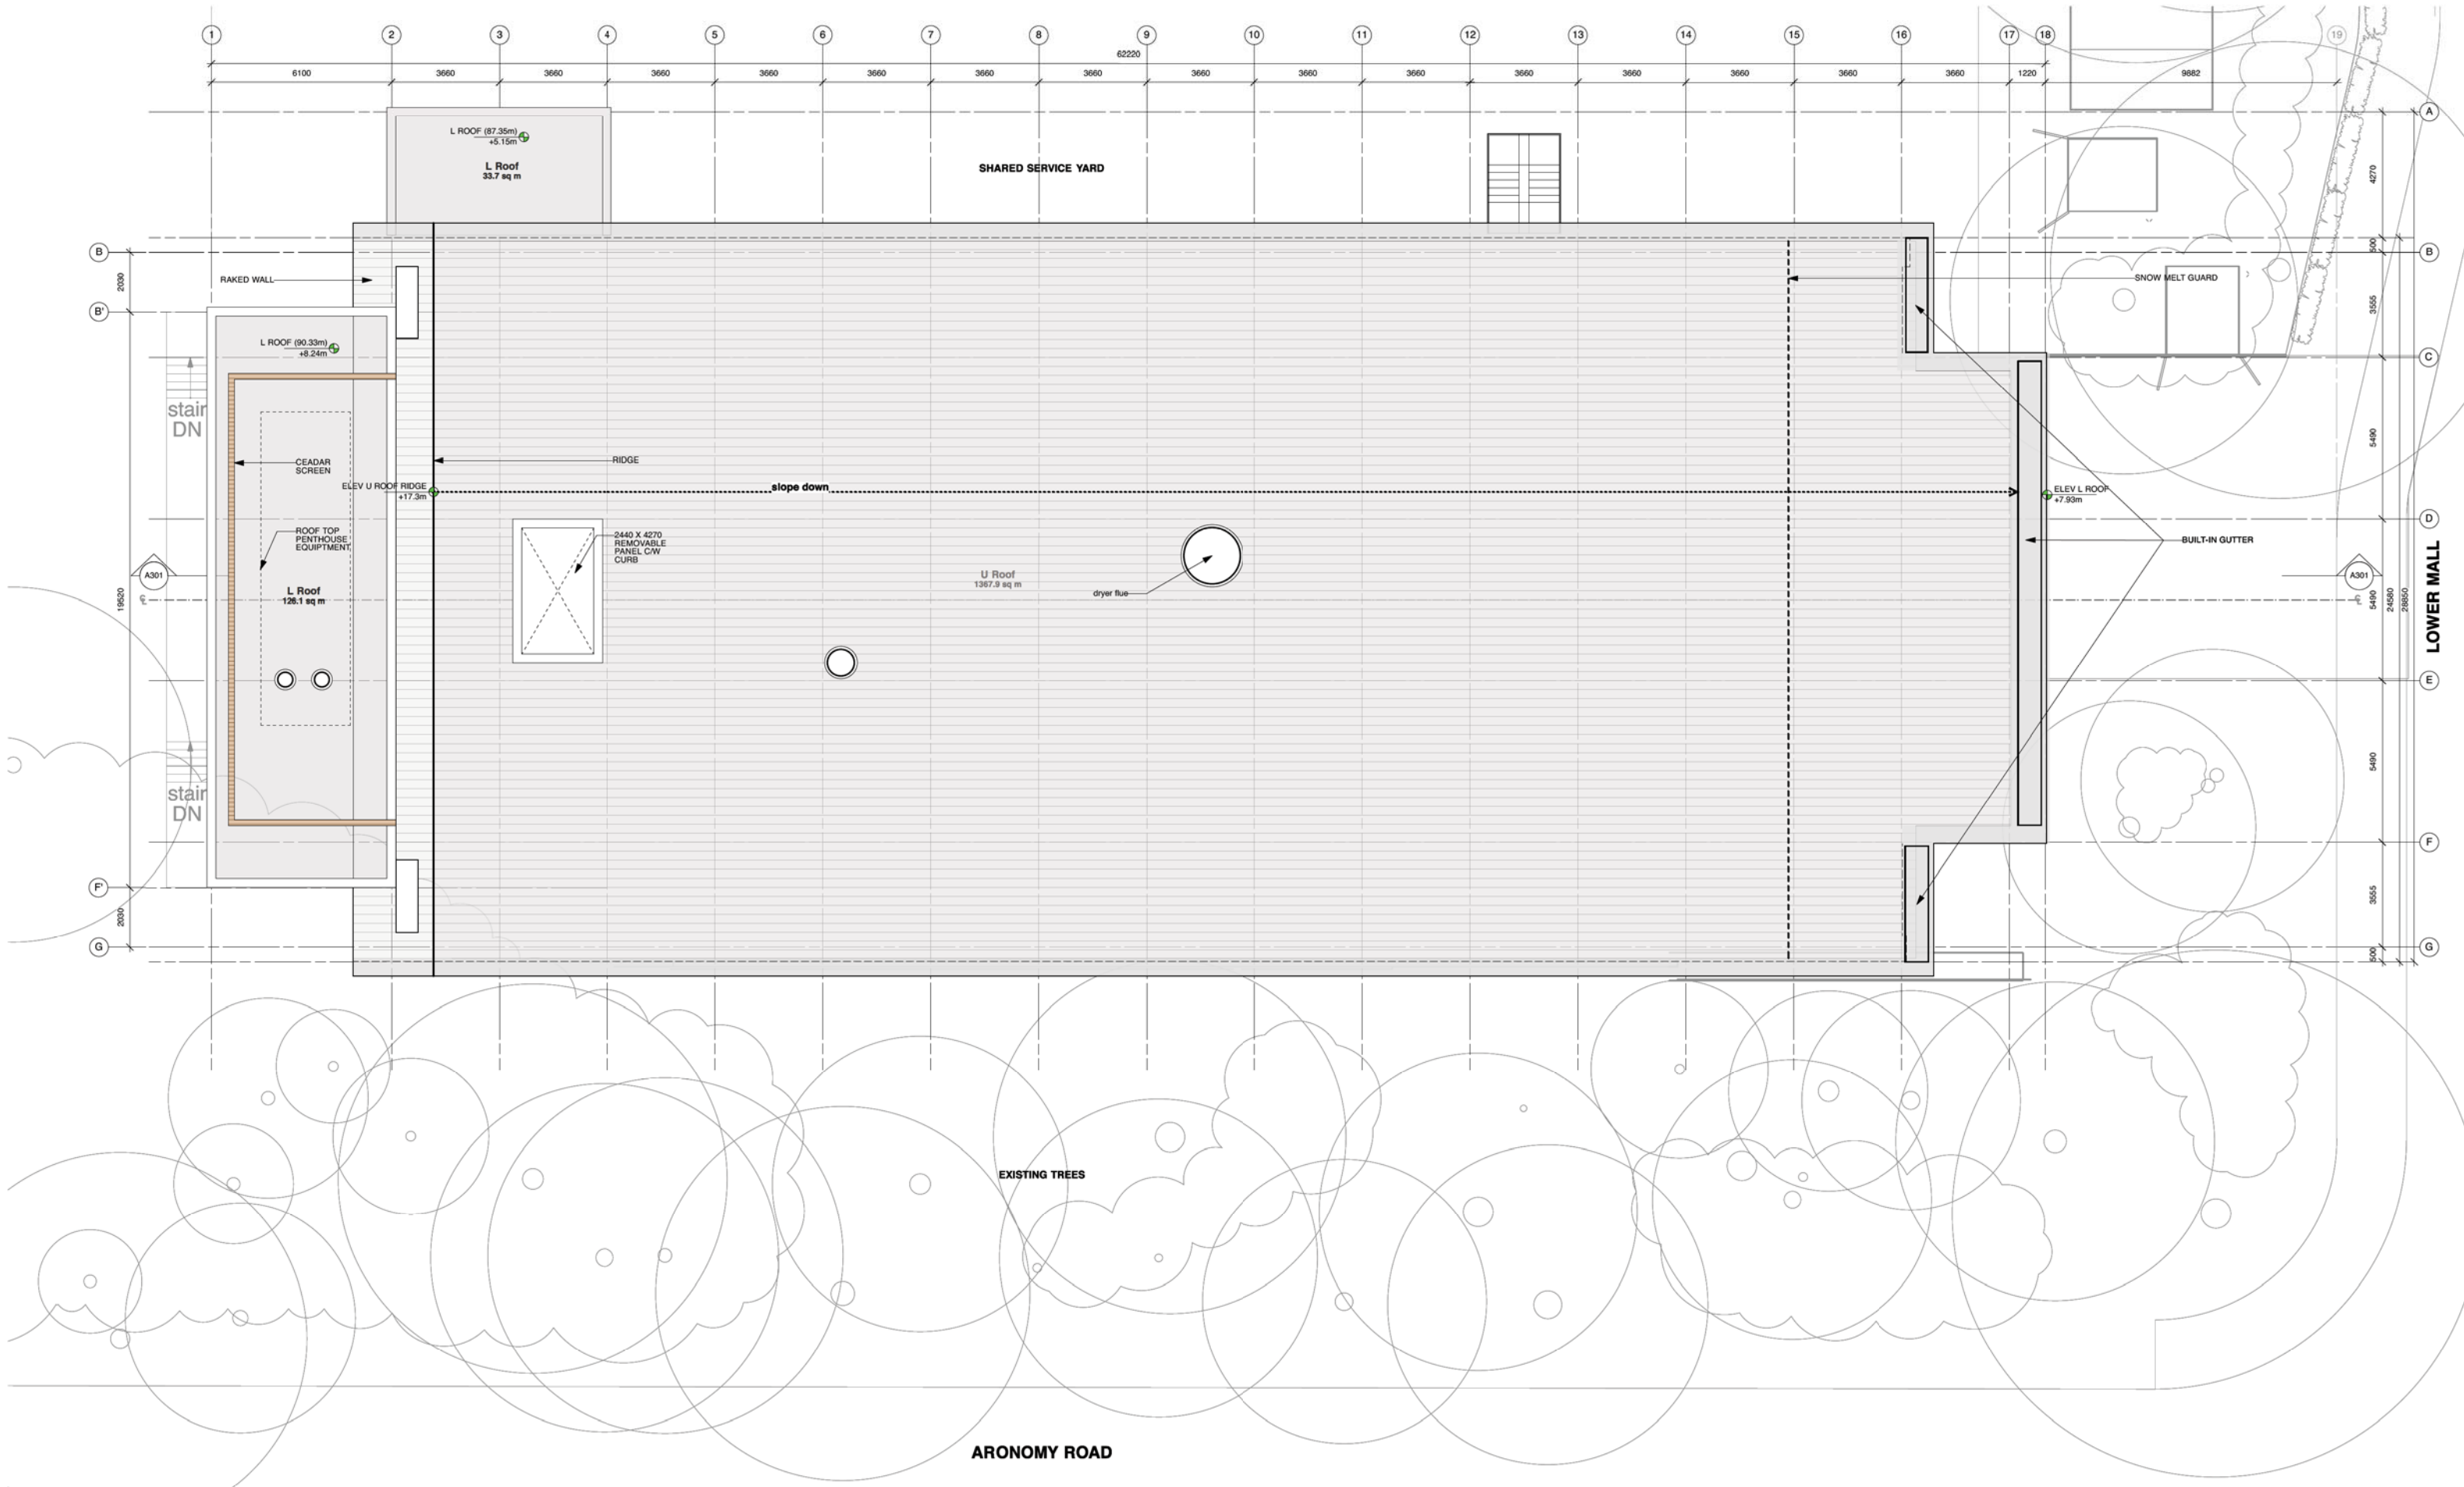 1 2 3 4 5 6 7 8 9 10 11 12 13 14 15 16 17 18 19
62220
6100 3660 3660 3660 3660 3660 3660 3660 3660 3660 3660 3660 3660 3660 3660 3660 1220 9882
A
L ROOF (87.35m)
+5.15m
L Roof
33.7 sq m
SHARED SERVICE YARD
4270
500
B
B
RAKED WALL
SNOW MELT GUARD
2030
3555
B'
L ROOF (90.33m)
+8.24m
C
stair
DN
5490
CEADAR
SCREEN
RIDGE
ELEV U ROOF RIDGE
+17.3m
slope down
ELEV L ROOF
+7.93m
D
ROOF TOP
PENTHOUSE
EQUIPTMENT
2440 X 4270
REMOVABLE
PANEL C/W
CURB
BUILT-IN GUTTER
A301
U Roof
1367.9 sq m
A301
L Roof
126.1 sq m
dryer flue
19520
5490
24580
28850
LOWER MALL
E
5490
stair
DN
F
F'
3555
2030
G
G
500
EXISTING TREES
ARONOMY ROAD